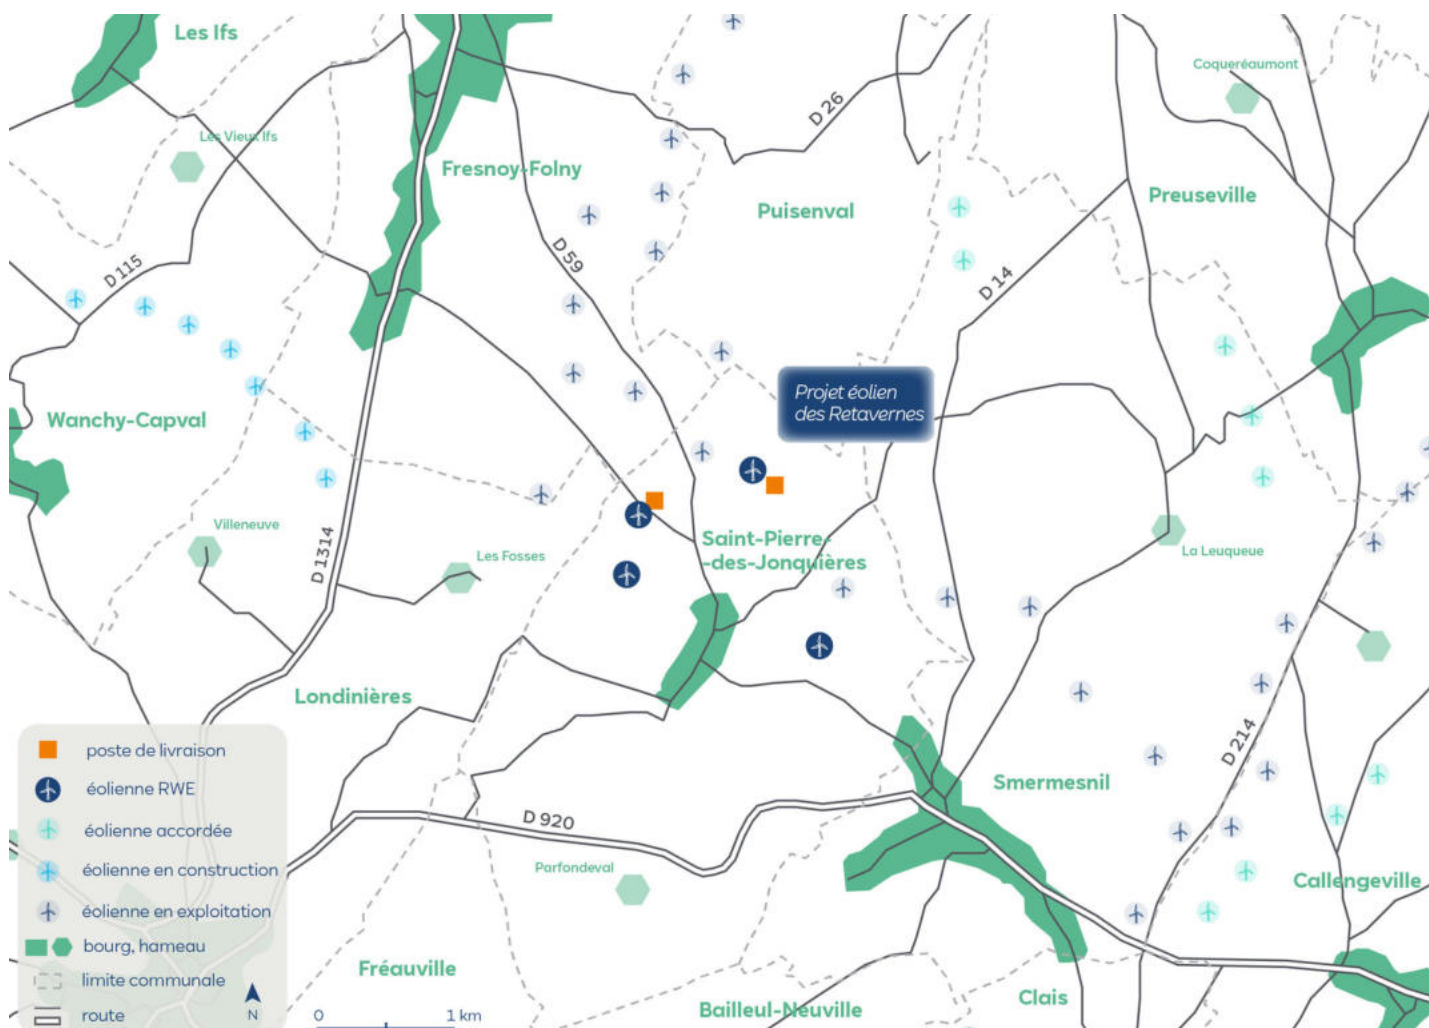 Les Ifs
Coqueréaumont
D 26
Les Vieux Ifs
Fresnoy-Folny
Preuseville
Puisenval
D 59
D 115
D 14
Projet éolien
des Retavernes
Wanchy-Capval
Villeneuve
D 1314
Les Fosses
Saint-Pierre-
-des-Jonquières
La Leuqueue
Londinières
D 214
Smermesnil
D 920
Parfondeval
Callengeville
Fréauville
Bailleul-Neuville
Clais
poste de livraison
éolienne RWE
éolienne accordée
éolienne en construction
éolienne en exploitation
bourg, hameau
limite communale
route
N
0 1 km